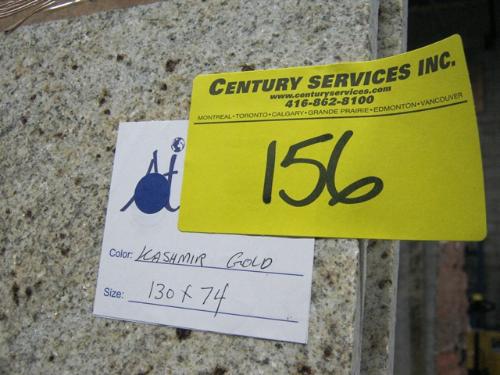 CENTURY SERVICES INC.
www.centuryservices.com
416-862-8100
MONTREAL•TORONTO•CALGARY•GRANDE PRAIRIE•EDMONTON•VANCOUVER
156
Color: KASHMIR GOLD
Size: 130 x 74